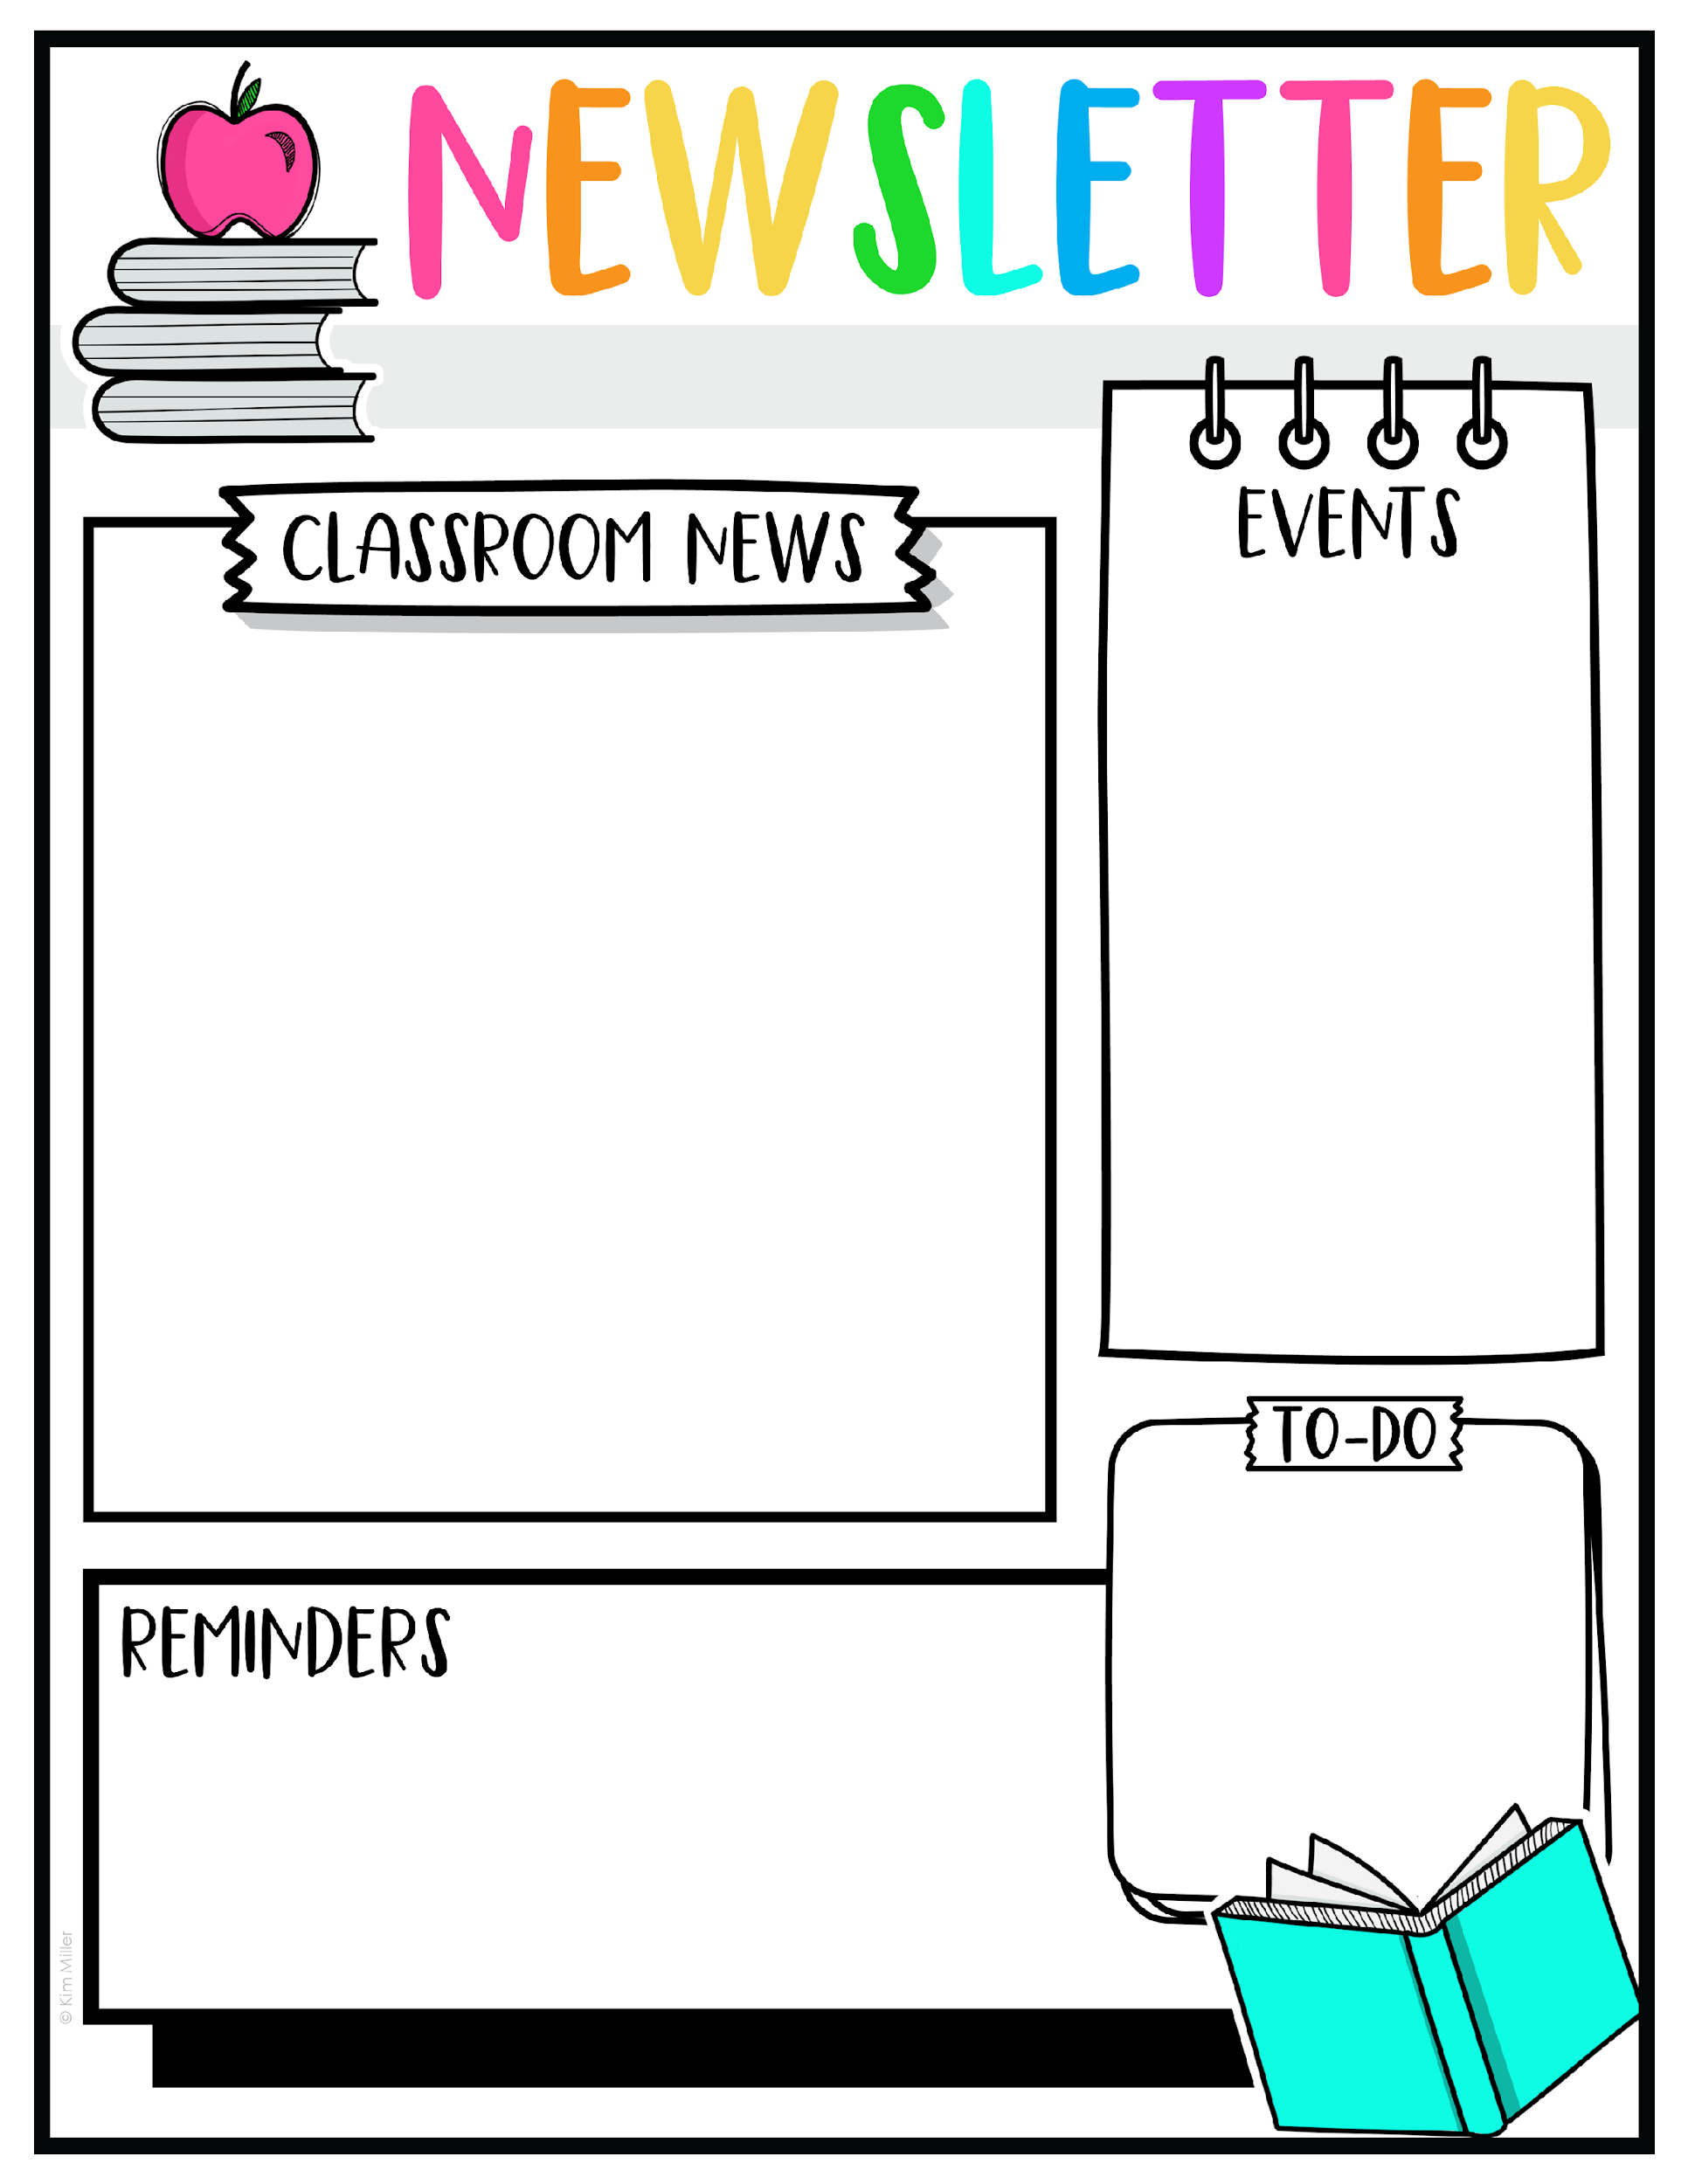 NEWSLETTER
CLASSROOM NEWS
EVENTS
TO-DO
REMINDERS
© Kim Miller